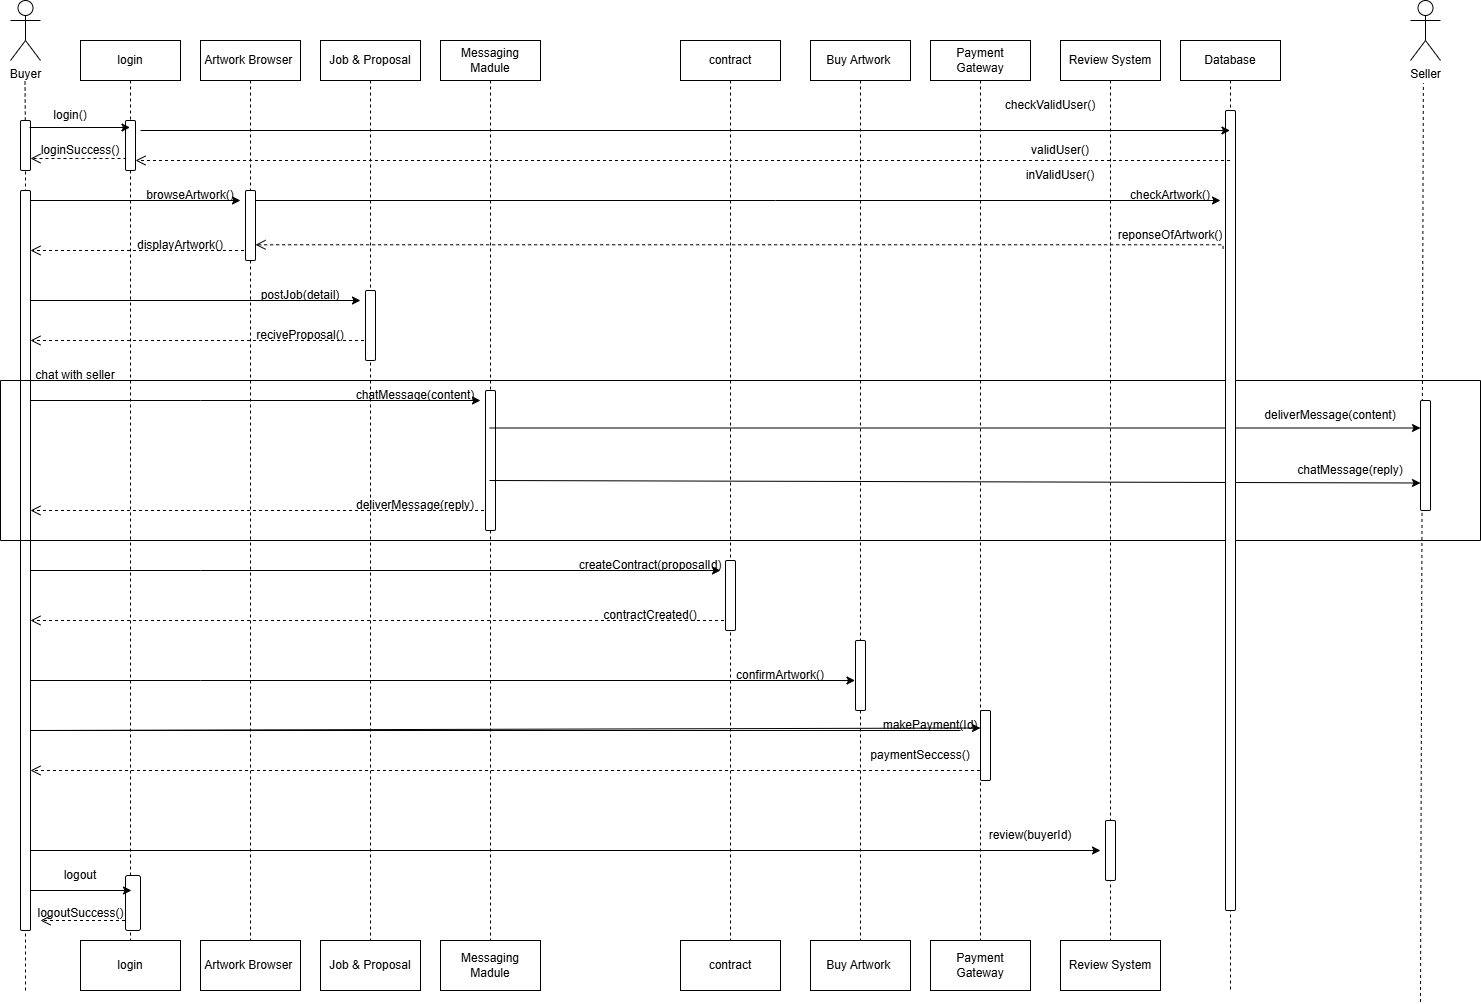 Buyer
login
Artwork Browser
Job & Proposal
Messaging
Madule
contract
Buy Artwork
Payment
Gateway
Review System
Database
Seller
login()
checkValidUser()
loginSuccess()
validUser()
inValidUser()
browseArtwork()
checkArtwork()
displayArtwork()
reponseOfArtwork()
postJob(detail)
reciveProposal()
chat with seller
chatMessage(content)
deliverMessage(content)
chatMessage(reply)
deliverMessage(reply)
createContract(proposalId)
contractCreated()
confirmArtwork()
makePayment(Id)
paymentSeccess()
review(buyerId)
logout
logoutSuccess()
login
Artwork Browser
Job & Proposal
Messaging
Madule
contract
Buy Artwork
Payment
Gateway
Review System